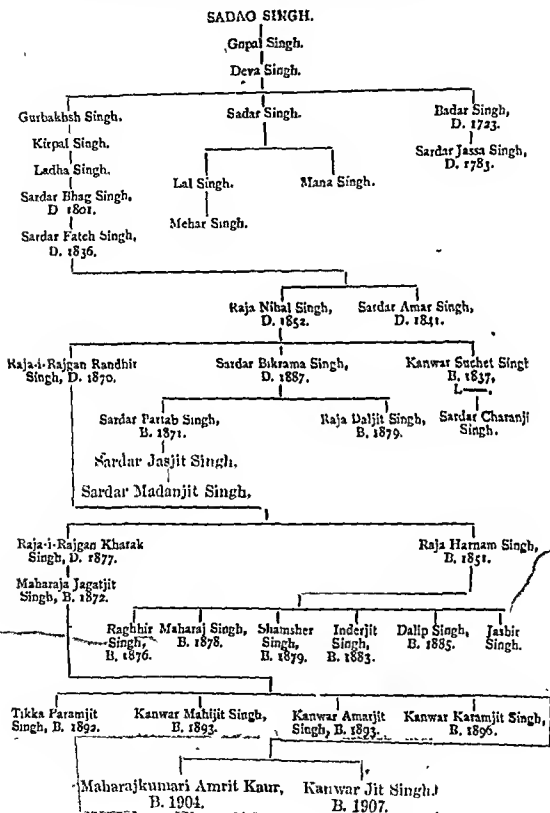 SADAO SINGH.
Gopal Singh.
Deva Singh.
Gurbakhsh Singh.
Sadar Singh.
Badar Singh,
D. 1723.
Kirpal Singh.
Sardar Jassa Singh,
D. 1783.
Ladha Singh.
Lal Singh.
Mana Singh.
Sardar Bhag Singh,
D 1801.
Mehar Singh.
Sardar Fateh Singh,
D. 1836.
Raja Nihal Singh,
D. 1852.
Sardar Amar Singh,
D. 1841.
Raja-i-Rajgan Randhir
Singh, D. 1870.
Sardar Bikrama Singh,
D. 1887.
Kanwar Suchet Singh
B. 1837,
Sardar Partab Singh,
B. 1871.
Raja Daljit Singh,
B. 1879.
Sardar Charanji
Singh.
Sardar Jasjit Singh,
Sardar Madanjit Singh,
Raja-i-Rajgan Kharak
Singh, D. 1877.
Raja Harnam Singh,
B. 1851.
Maharaja Jagatjit
Singh, B. 1872.
Raghbir
Singh,
B. 1876.
Maharaj Singh,
B. 1878.
Shamsher
Singh,
B. 1879.
Inderjit
Singh,
B. 1883.
Dalip Singh,
B. 1885.
Jasbir
Singh.
Tikka Paramjit
Singh, B. 1892.
Kanwar Mahijit Singh,
B. 1893.
Kanwar Amarjit
Singh, B. 1893.
Kanwar Karamjit Singh,
B. 1896.
Maharajkumari Amrit Kaur,
B. 1904.
Kanwar Jit Singh.
B. 1907.